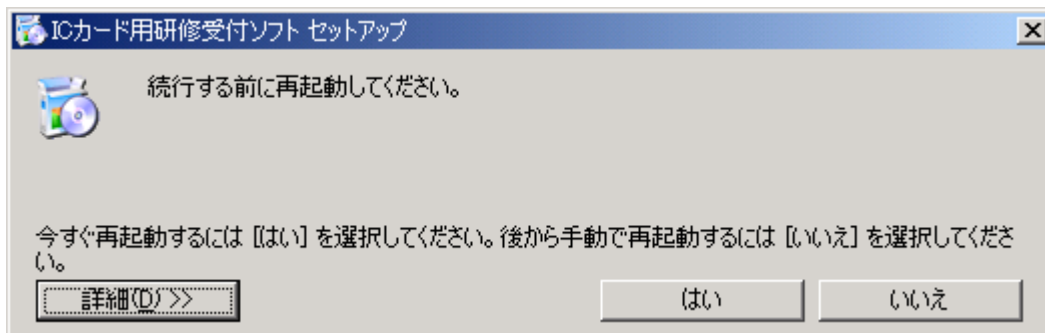 ICカード用研修受付ソフト セットアップ
続行する前に再起動してください。
今すぐ再起動するには [はい] を選択してください。後から手動で再起動するには [いいえ] を選択してくださ
い。
詳細(D) >>
はい
いいえ